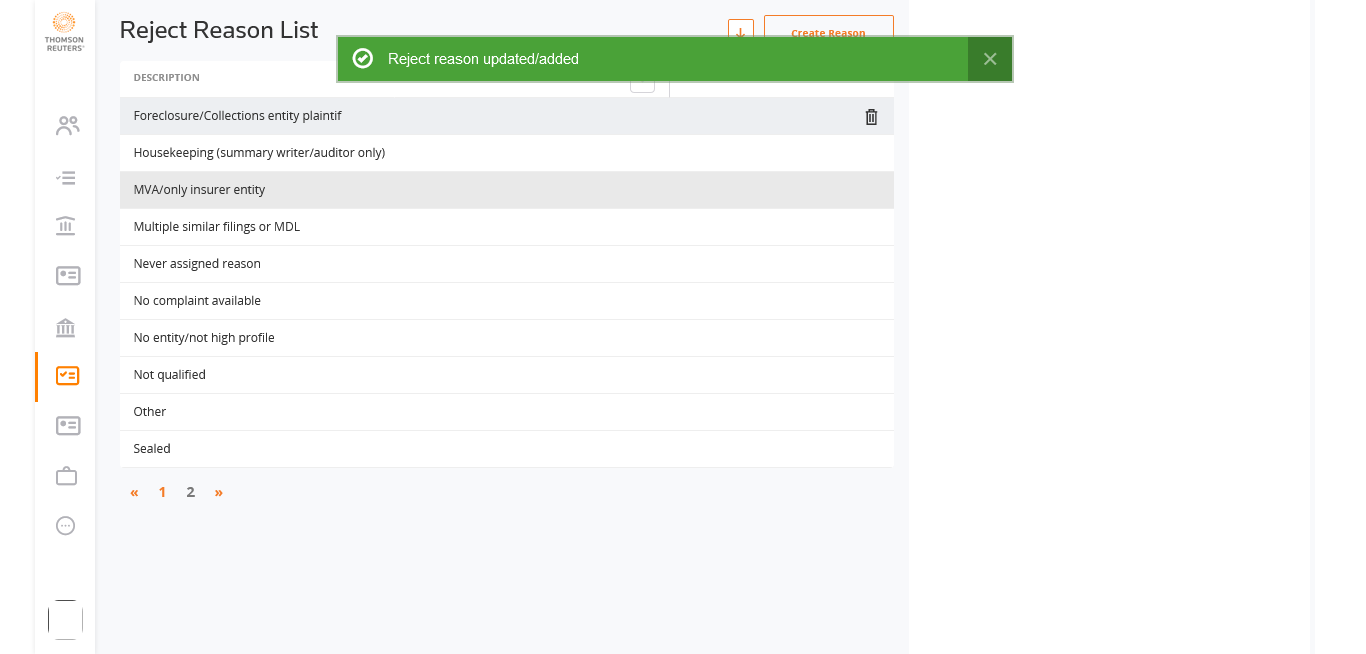 THOMSON
REUTERS
Reject Reason List
Create Reason
Reject reason updated/added
DESCRIPTION
Foreclosure/Collections entity plaintif
Housekeeping (summary writer/auditor only)
MVA/only insurer entity
Multiple similar filings or MDL
Never assigned reason
No complaint available
No entity/not high profile
Not qualified
Other
Sealed
« 1 2 »